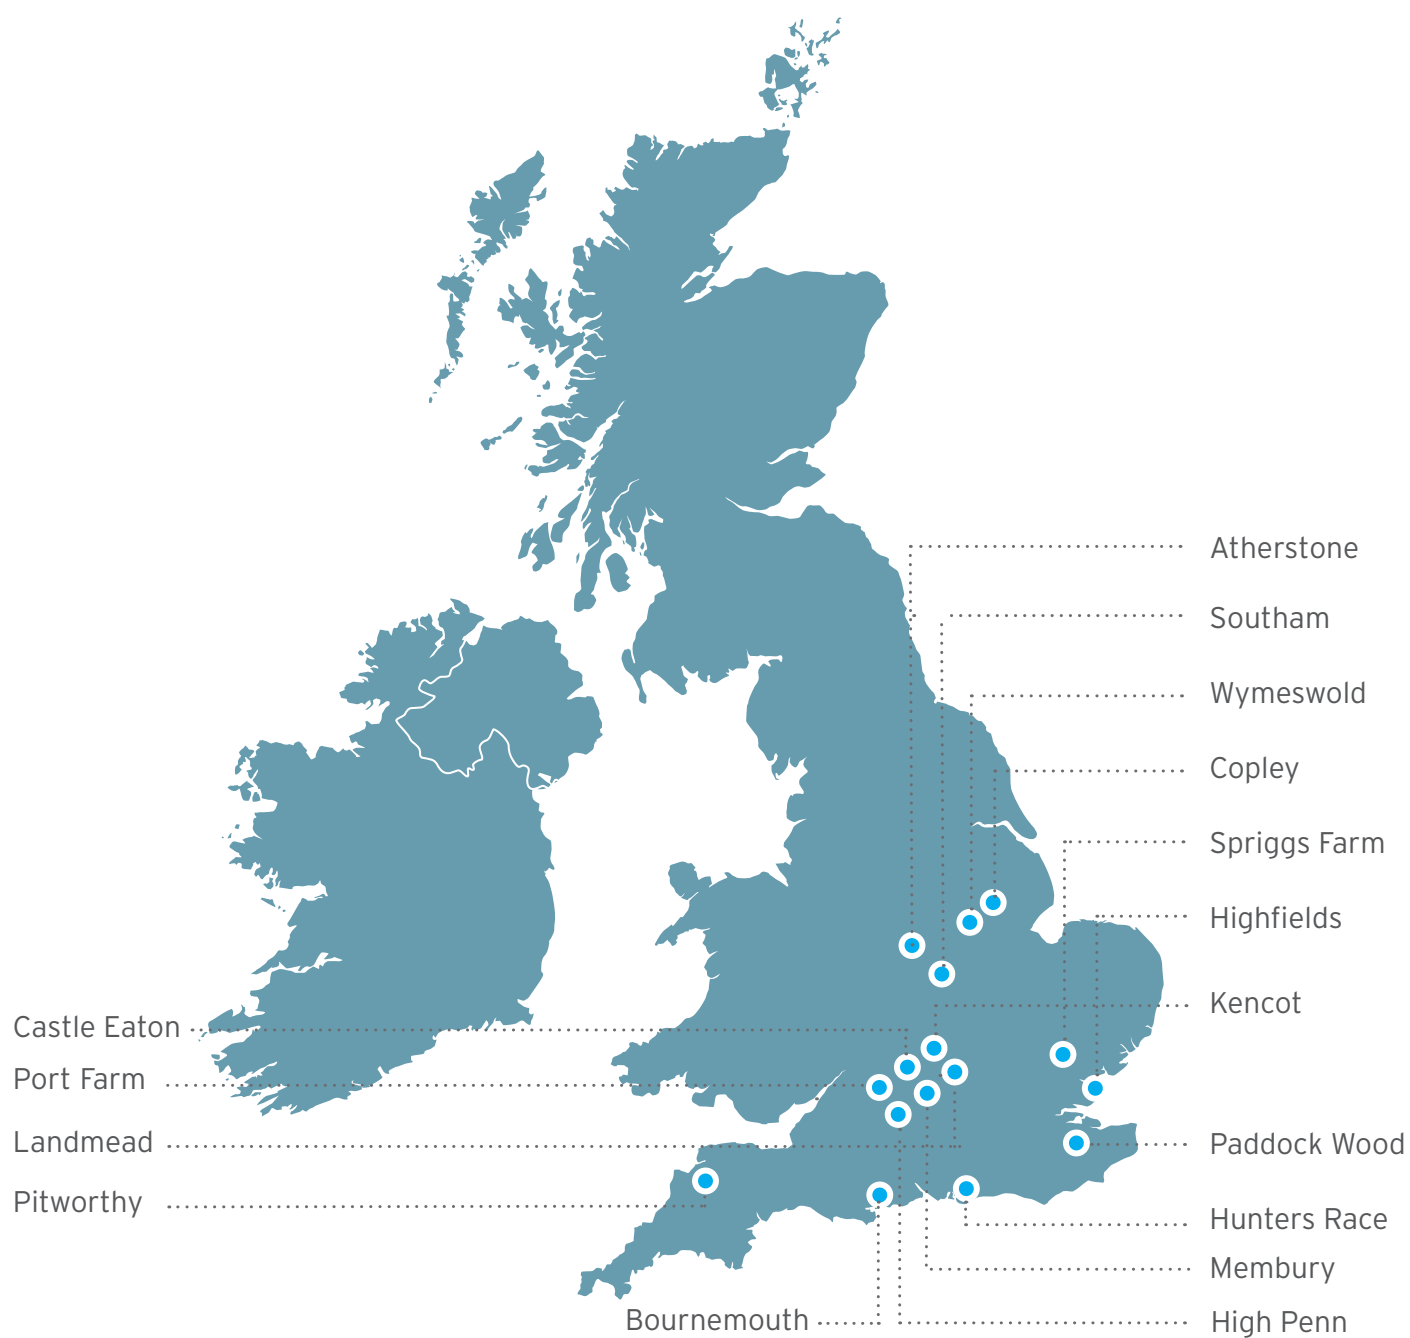 Atherstone
Southam
Wymeswold
Copley
Spriggs Farm
Highfields
Kencot
Castle Eaton
Port Farm
Landmead
Paddock Wood
Pitworthy
Hunters Race
Membury
Bournemouth
High Penn